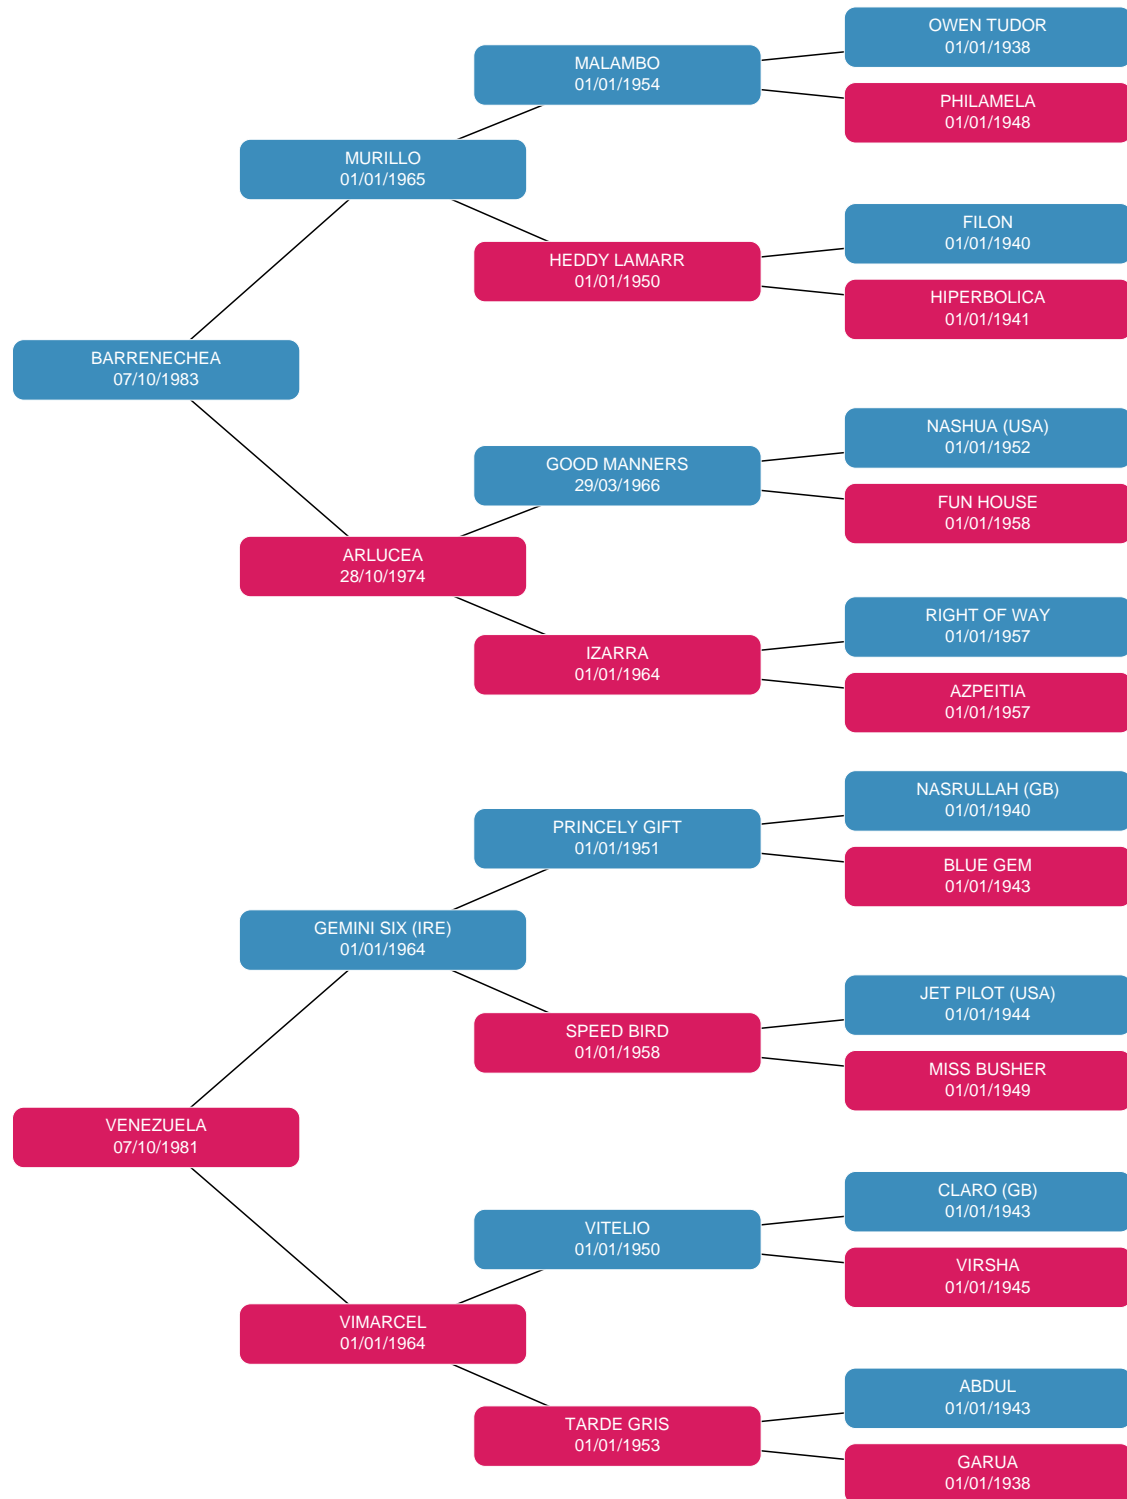 OWEN TUDOR
01/01/1938
MALAMBO
01/01/1954
PHILAMELA
01/01/1948
MURILLO
01/01/1965
FILON
01/01/1940
HEDDY LAMARR
01/01/1950
HIPERBOLICA
01/01/1941
BARRENECHEA
07/10/1983
NASHUA (USA)
01/01/1952
GOOD MANNERS
29/03/1966
FUN HOUSE
01/01/1958
ARLUCEA
28/10/1974
RIGHT OF WAY
01/01/1957
IZARRA
01/01/1964
AZPEITIA
01/01/1957
NASRULLAH (GB)
01/01/1940
PRINCELY GIFT
01/01/1951
BLUE GEM
01/01/1943
GEMINI SIX (IRE)
01/01/1964
JET PILOT (USA)
01/01/1944
SPEED BIRD
01/01/1958
MISS BUSHER
01/01/1949
VENEZUELA
07/10/1981
CLARO (GB)
01/01/1943
VITELIO
01/01/1950
VIRSHA
01/01/1945
VIMARCEL
01/01/1964
ABDUL
01/01/1943
TARDE GRIS
01/01/1953
GARUA
01/01/1938